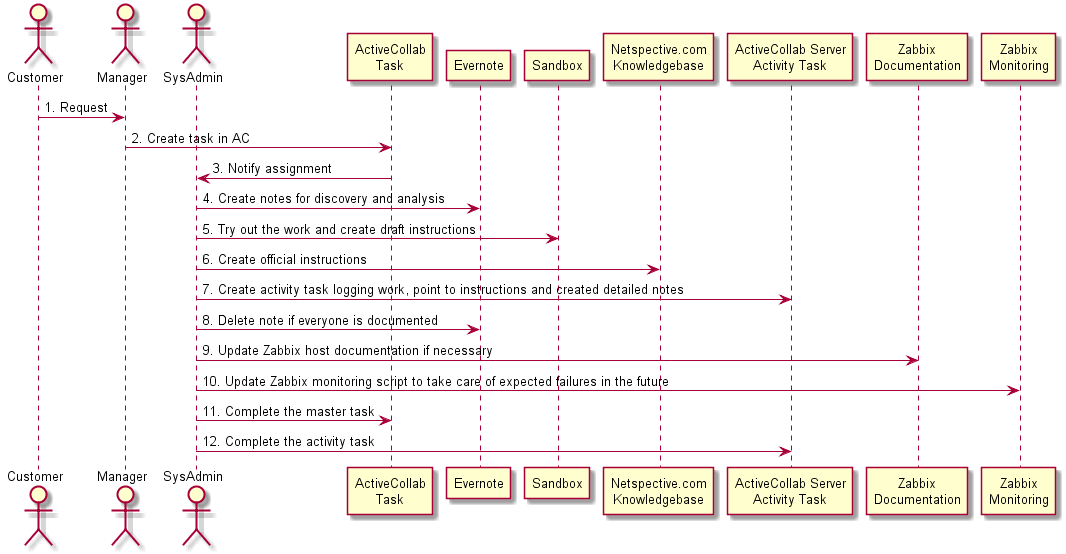 Customer
Manager
SysAdmin
ActiveCollab
Task
Evernote
Sandbox
Netspective.com
Knowledgebase
ActiveCollab Server
Activity Task
Zabbix
Documentation
Zabbix
Monitoring
1. Request
2. Create task in AC
3. Notify assignment
4. Create notes for discovery and analysis
5. Try out the work and create draft instructions
6. Create official instructions
7. Create activity task logging work, point to instructions and created detailed notes
8. Delete note if everyone is documented
9. Update Zabbix host documentation if necessary
10. Update Zabbix monitoring script to take care of expected failures in the future
11. Complete the master task
12. Complete the activity task
Customer
Manager
SysAdmin
ActiveCollab
Task
Evernote
Sandbox
Netspective.com
Knowledgebase
ActiveCollab Server
Activity Task
Zabbix
Documentation
Zabbix
Monitoring